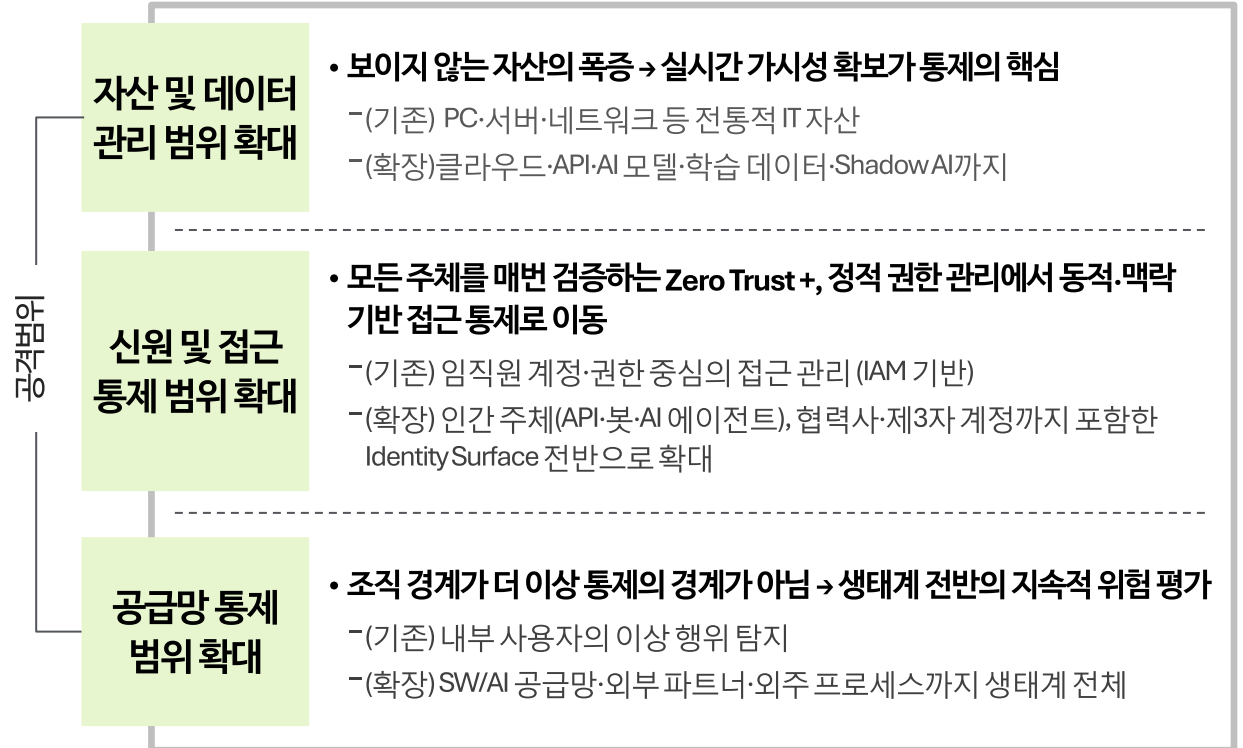 공격범위
자산 및 데이터
관리 범위 확대
• 보이지 않는 자산의 폭증 → 실시간 가시성 확보가 통제의 핵심
-(기존) PC·서버·네트워크 등 전통적 IT 자산
-(확장)클라우드·API·AI 모델·학습 데이터·Shadow AI까지
신원 및 접근
통제 범위 확대
• 모든 주체를 매번 검증하는 Zero Trust +, 정적 권한 관리에서 동적·맥락
기반 접근 통제로 이동
-(기존) 임직원 계정·권한 중심의 접근 관리 (IAM 기반)
-(확장) 인간 주체(API·봇·AI 에이전트), 협력사·제3자 계정까지 포함한
Identity Surface 전반으로 확대
공급망 통제
범위 확대
• 조직 경계가 더 이상 통제의 경계가 아님 → 생태계 전반의 지속적 위험 평가
-(기존) 내부 사용자의 이상 행위 탐지
-(확장) SW/AI 공급망·외부 파트너·외주 프로세스까지 생태계 전체